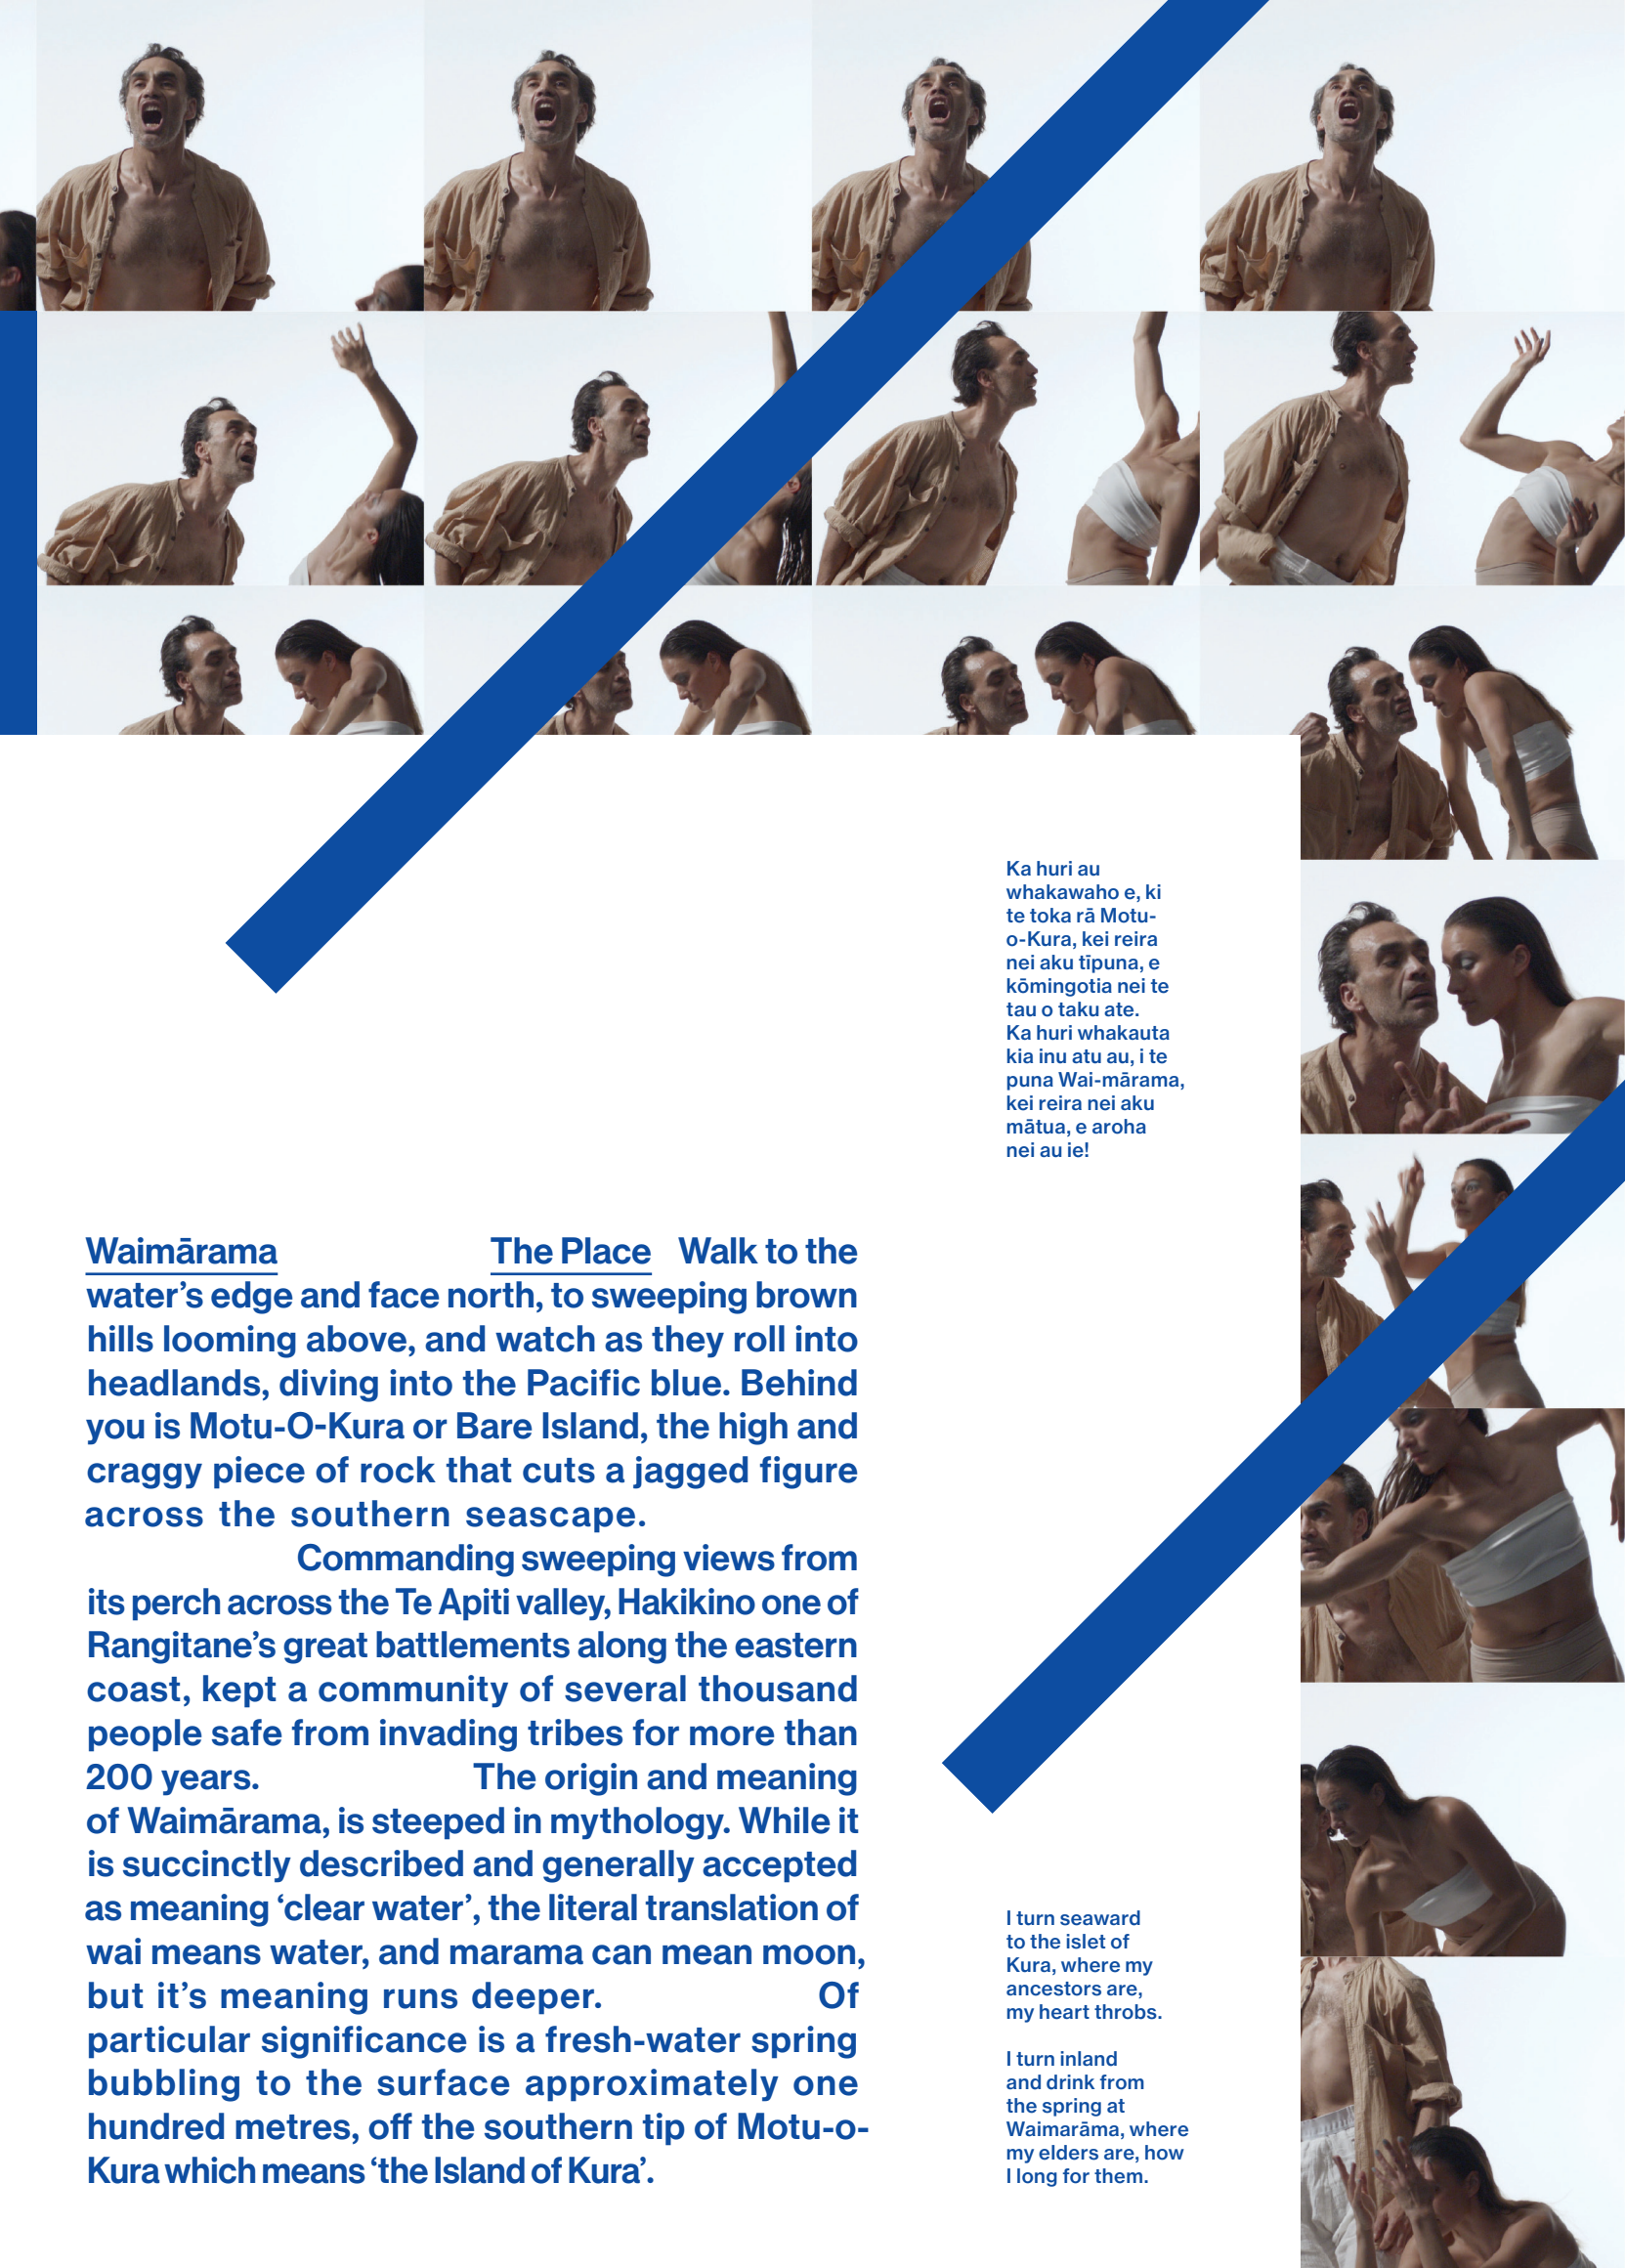 Ka huri au
whakawaho e, ki
te toka rā Motu-
o-Kura, kei reira
nei aku tīpuna, e
kōmingotia nei te
tau o taku ate.
Ka huri whakauta
kia inu atu au, i te
puna Wai-mārama,
kei reira nei aku
mātua, e aroha
nei au ie!
Waimārama The Place Walk to the
water’s edge and face north, to sweeping brown
hills looming above, and watch as they roll into
headlands, diving into the Pacific blue. Behind
you is Motu-O-Kura or Bare Island, the high and
craggy piece of rock that cuts a jagged figure
across the southern seascape.
Commanding sweeping views from
its perch across the Te Apiti valley, Hakikino one of
Rangitane’s great battlements along the eastern
coast, kept a community of several thousand
people safe from invading tribes for more than
200 years. The origin and meaning
of Waimārama, is steeped in mythology. While it
is succinctly described and generally accepted
as meaning ‘clear water’, the literal translation of
wai means water, and marama can mean moon,
but it’s meaning runs deeper. Of
particular significance is a fresh-water spring
bubbling to the surface approximately one
hundred metres, off the southern tip of Motu-o-
Kura which means ‘the Island of Kura’.
I turn seaward
to the islet of
Kura, where my
ancestors are,
my heart throbs.
I turn inland
and drink from
the spring at
Waimarāma, where
my elders are, how
I long for them.